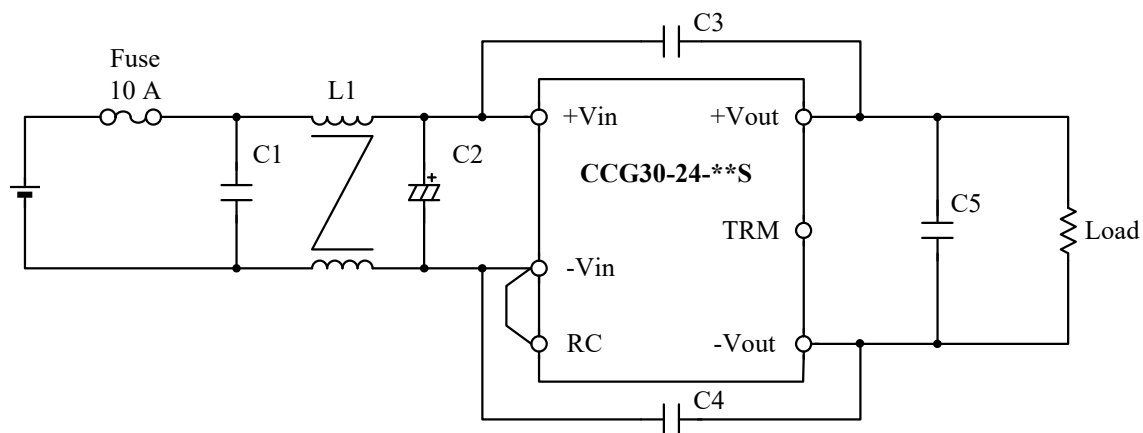 C3
Fuse
10 A
L1
+Vin
+Vout
C1
C2
+
CCG30-24-**S
C5
TRM
Load
-Vin
RC
-Vout
C4